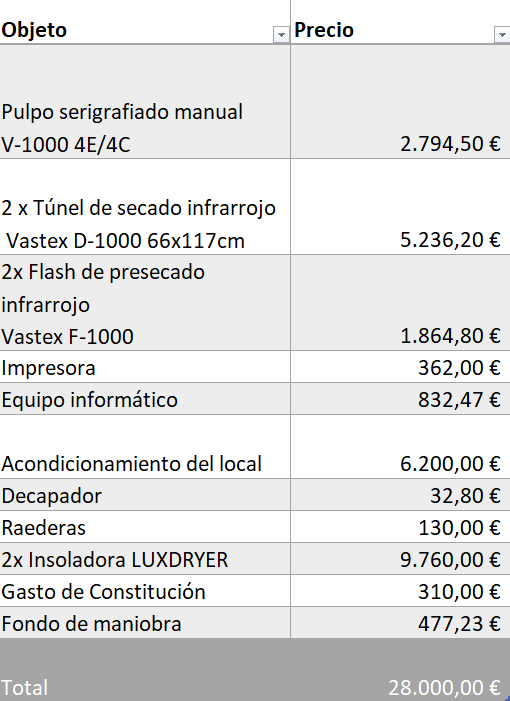 Objeto Precio
Pulpo serigrafiado manual
V-1000 4E/4C 2.794,50 €
2 x Túnel de secado infrarrojo
Vastex D-1000 66x117cm 5.236,20 €
2x Flash de presecado
infrarrojo
Vastex F-1000 1.864,80 €
Impresora 362,00 €
Equipo informático 832,47 €
Acondicionamiento del local 6.200,00 €
Decapador 32,80 €
Raederas 130,00 €
2x Insoladora LUXDRYER 9.760,00 €
Gasto de Constitución 310,00 €
Fondo de maniobra 477,23 €
Total 28.000,00 €